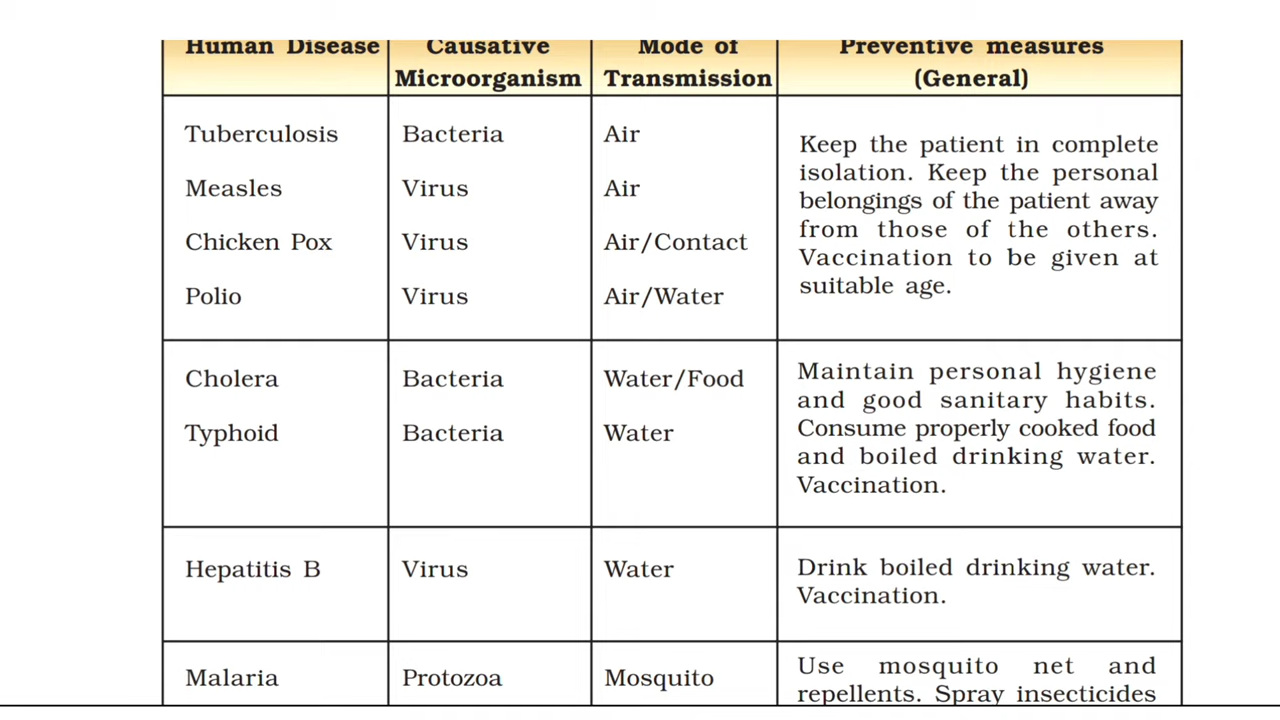 Human Disease Causative Mode of Preventive measures
Microorganism Transmission (General)
Tuberculosis Bacteria Air
Measles Virus Air
Chicken Pox Virus Air/Contact
Polio Virus Air/Water
Keep the patient in complete
isolation. Keep the personal
belongings of the patient away
from those of the others.
Vaccination to be given at
suitable age.
Cholera Bacteria Water/Food
Typhoid Bacteria Water
Maintain personal hygiene
and good sanitary habits.
Consume properly cooked food
and boiled drinking water.
Vaccination.
Hepatitis B Virus Water
Drink boiled drinking water.
Vaccination.
Malaria Protozoa Mosquito
Use mosquito net and
repellents. Spray insecticides